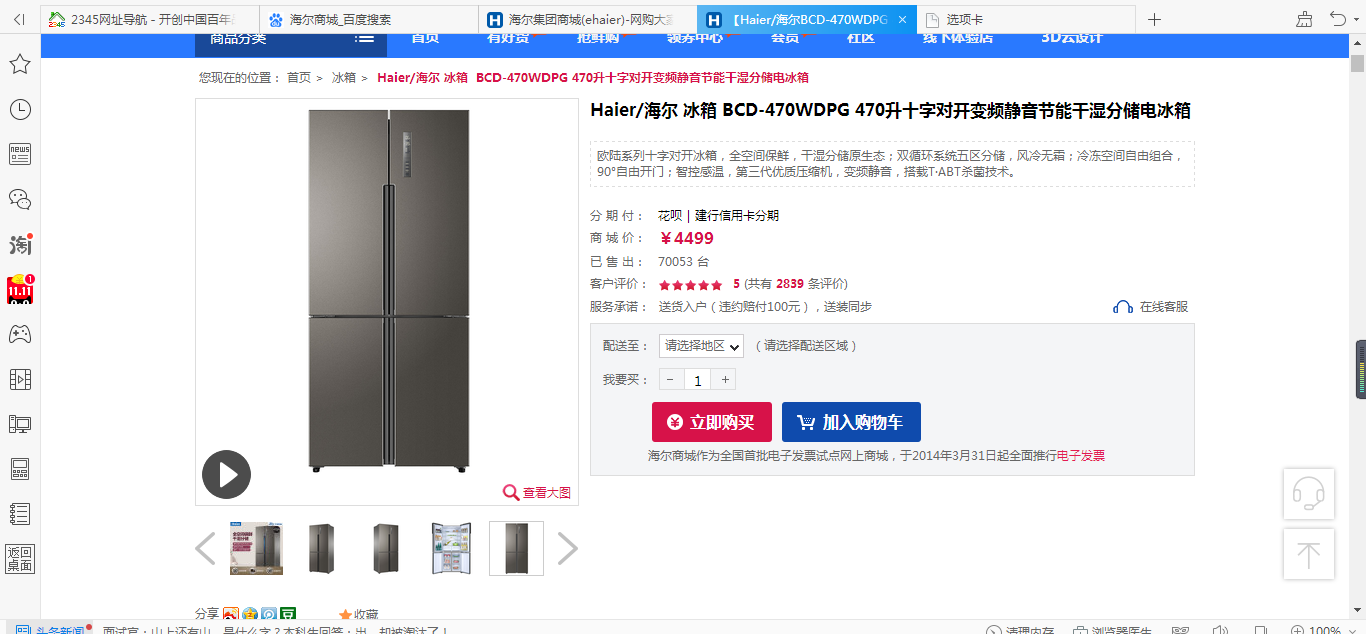 2345网址导航 - 开创中国百年
海尔商城_百度搜索
海尔集团商城(ehaier)-网购大
【Haier/海尔BCD-470WDPG
选项卡
商品分类
首页
有好货
抢鲜购
领券中心
会员
社区
线下体验店
3D云设计
您现在的位置： 首页 > 冰箱 > Haier/海尔 冰箱 BCD-470WDPG 470升十字对开变频静音节能干湿分储电冰箱
Haier/海尔 冰箱 BCD-470WDPG 470升十字对开变频静音节能干湿分储电冰箱
欧陆系列十字对开冰箱，全空间保鲜，干湿分储原生态；双循环系统五区分储，风冷无霜；冷冻空间自由组合，
90°自由开门；智控感温，第三代优质压缩机，变频静音，搭载T·ABT杀菌技术。
分 期 付： 花呗 | 建行信用卡分期
商 城 价： ￥4499
已 售 出： 70053 台
客户评价： ★★★★★ 5 (共有 2839 条评价)
服务承诺： 送货入户（违约赔付100元），送装同步
在线客服
配送至： 请选择地区 （请选择配送区域）
我要买： － 1 ＋
立即购买
加入购物车
海尔商城作为全国首批电子发票试点网上商城，于2014年3月31日起全面推行电子发票
查看大图
分享
收藏
news
淘
11.11
1
返回
桌面
头条新闻
面试官：山上还有山，是什么字？本科生回答：出，却被淘汰了！
清理内存
浏览器医生
100%